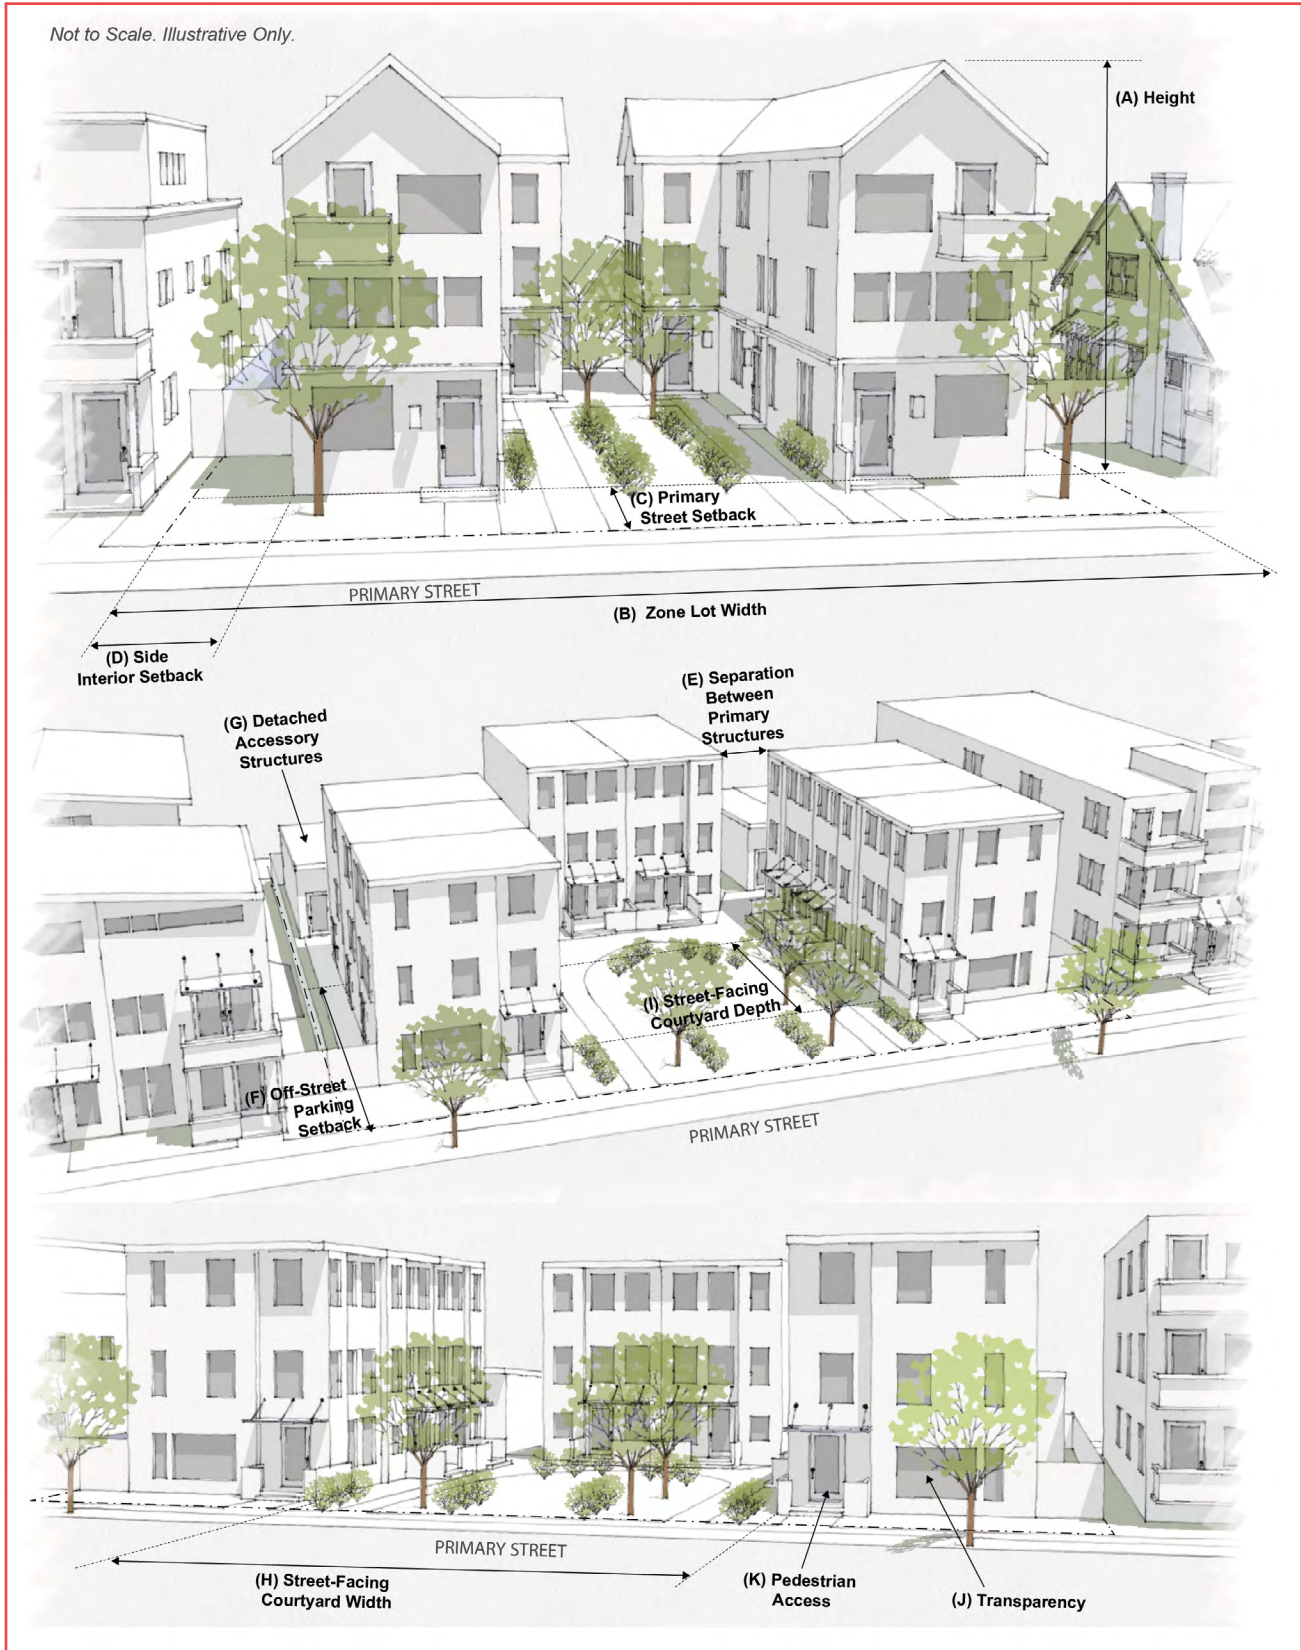 Not to Scale. Illustrative Only.
(A) Height
(C) Primary
Street Setback
PRIMARY STREET
(B) Zone Lot Width
(D) Side
Interior Setback
(E) Separation
Between
Primary
Structures
(G) Detached
Accessory
Structures
(I) Street-Facing
Courtyard Depth
(F) Off-Street
Parking
Setback
PRIMARY STREET
PRIMARY STREET
(H) Street-Facing
Courtyard Width
(K) Pedestrian
Access
(J) Transparency